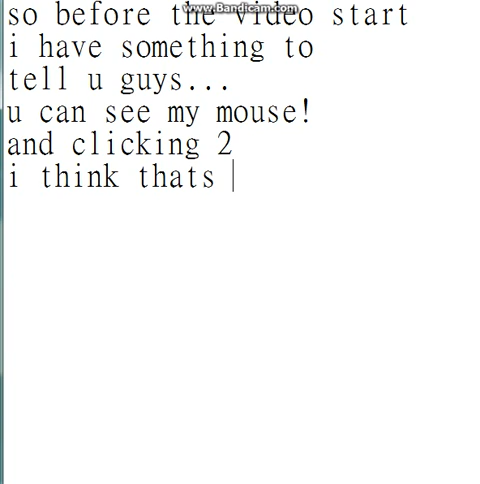 www.Bandicam.com
so before the video start
i have something to
tell u guys...
u can see my mouse!
and clicking 2
i think thats